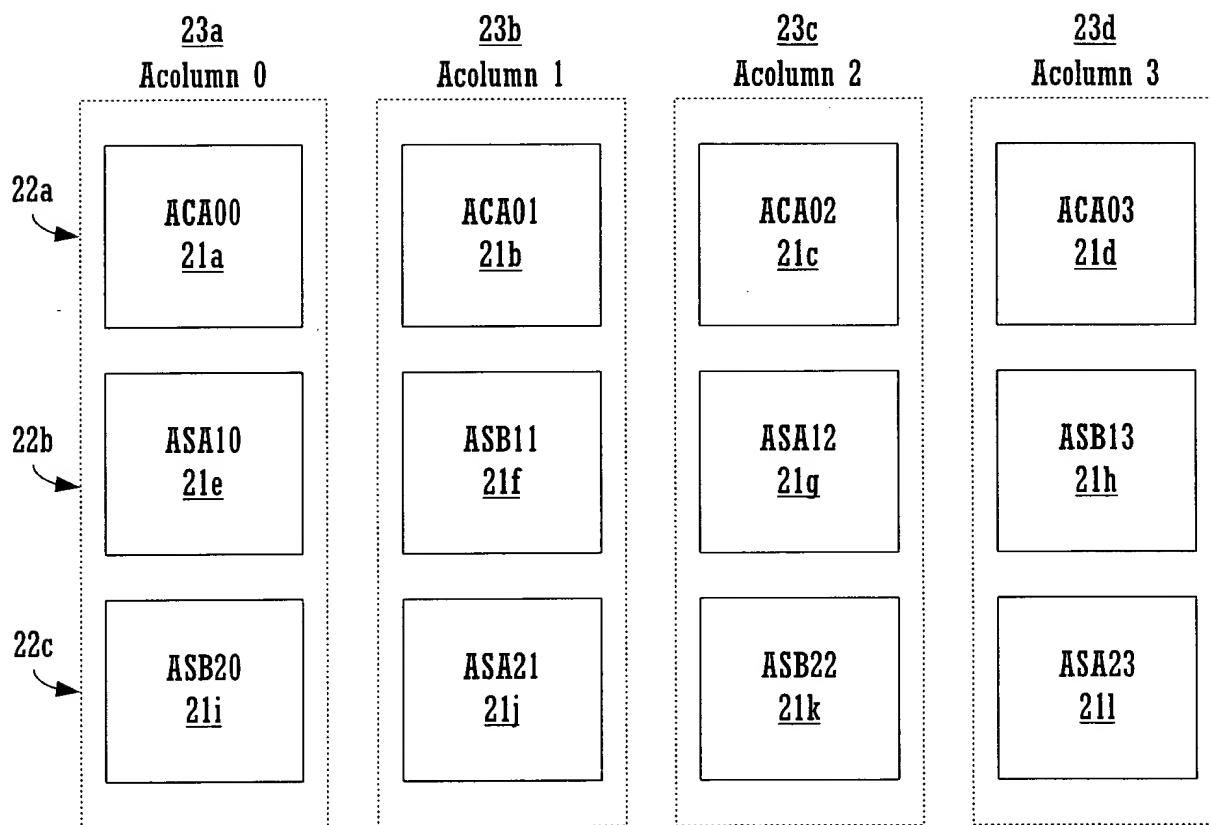 23a 23b 23c 23d
Acolumn 0 Acolumn 1 Acolumn 2 Acolumn 3
22a
ACA00 ACA01 ACA02 ACA03
21a 21b 21c 21d
22b
ASA10 ASB11 ASA12 ASB13
21e 21f 21g 21h
22c
ASB20 ASA21 ASB22 ASA23
21i 21j 21k 21l